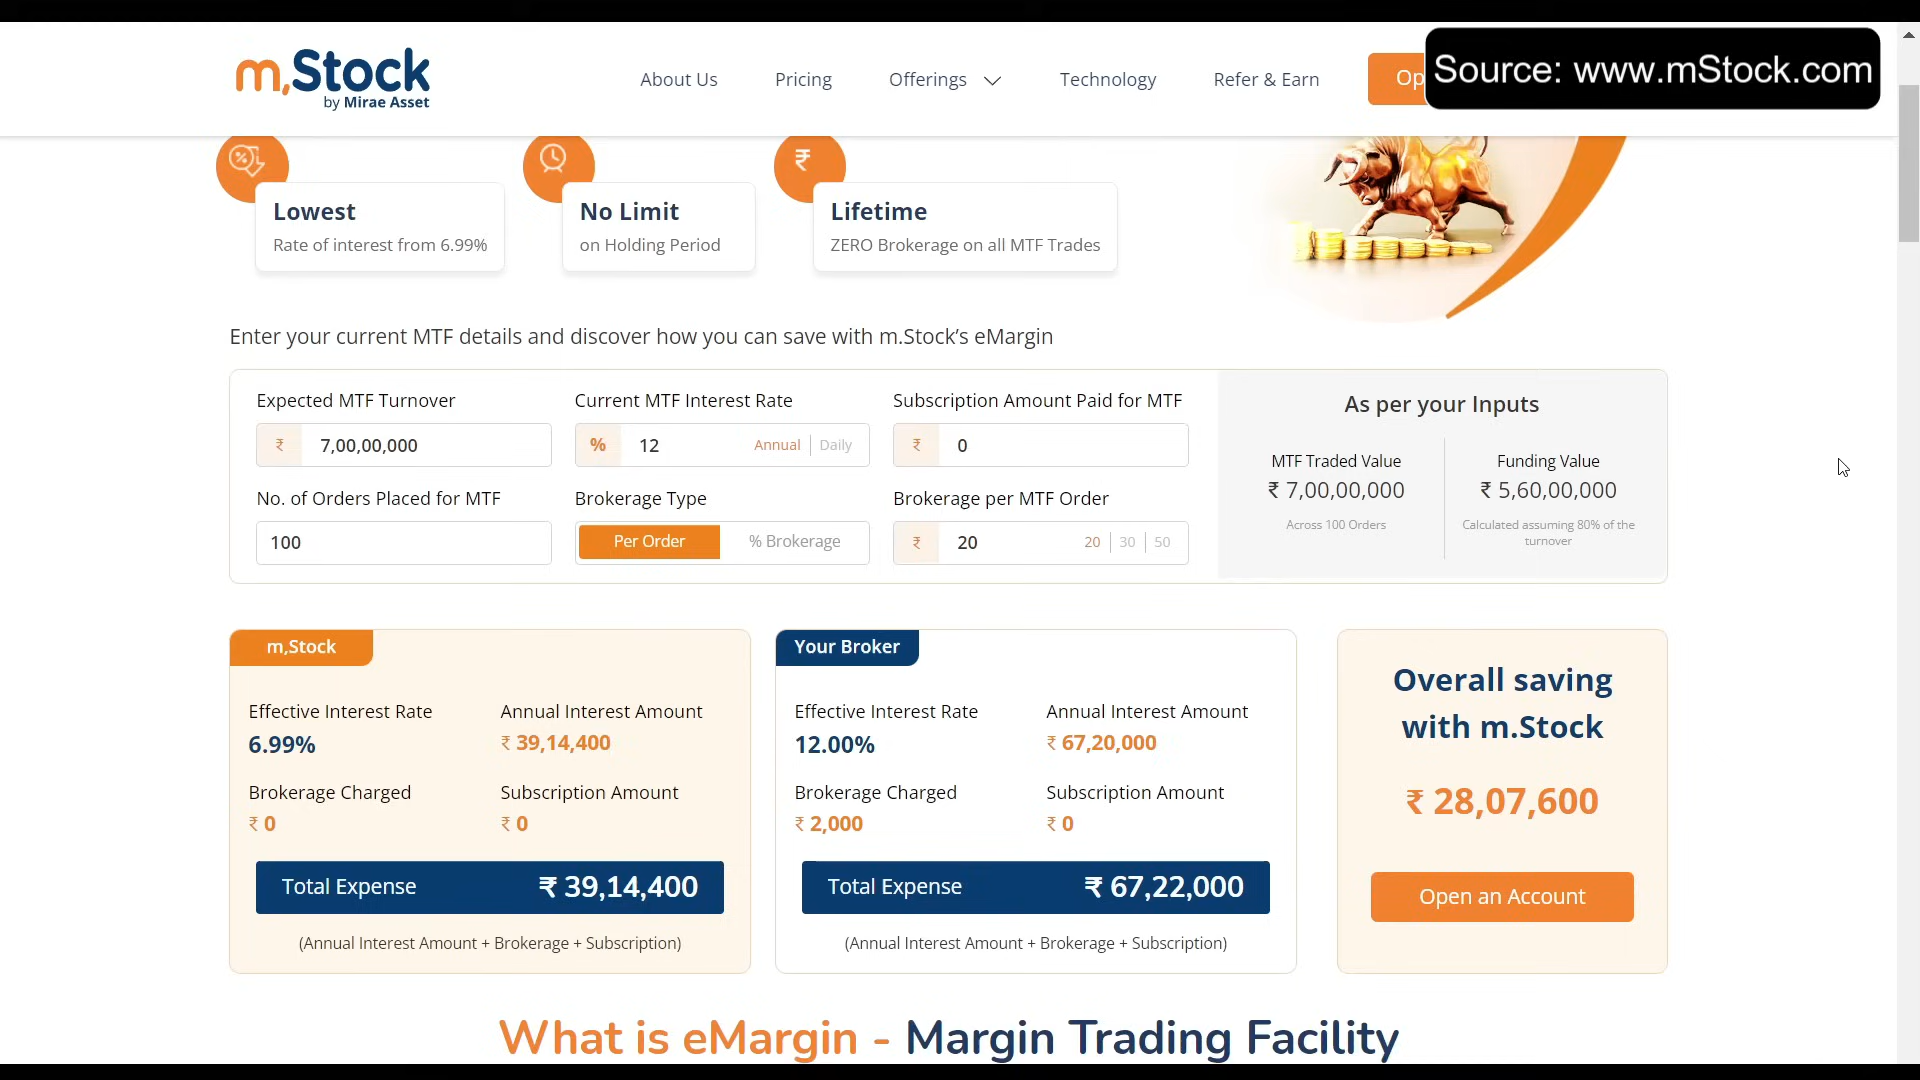 m.Stock
by Mirae Asset
About Us
Pricing
Offerings
Technology
Refer & Earn
Op
Source: www.mStock.com
Lowest
Rate of interest from 6.99%
No Limit
on Holding Period
₹
Lifetime
ZERO Brokerage on all MTF Trades
Enter your current MTF details and discover how you can save with m.Stock’s eMargin
Expected MTF Turnover
₹ 7,00,00,000
Current MTF Interest Rate
% 12 Annual Daily
Subscription Amount Paid for MTF
₹ 0
No. of Orders Placed for MTF
100
Brokerage Type
Per Order % Brokerage
Brokerage per MTF Order
₹ 20 20 30 50
As per your Inputs
MTF Traded Value
₹ 7,00,00,000
Across 100 Orders
Funding Value
₹ 5,60,00,000
Calculated assuming 80% of the
turnover
m,Stock
Effective Interest Rate
6.99%
Annual Interest Amount
₹ 39,14,400
Brokerage Charged
₹ 0
Subscription Amount
₹ 0
Total Expense ₹ 39,14,400
(Annual Interest Amount + Brokerage + Subscription)
Your Broker
Effective Interest Rate
12.00%
Annual Interest Amount
₹ 67,20,000
Brokerage Charged
₹ 2,000
Subscription Amount
₹ 0
Total Expense ₹ 67,22,000
(Annual Interest Amount + Brokerage + Subscription)
Overall saving
with m.Stock
₹ 28,07,600
Open an Account
What is eMargin - Margin Trading Facility